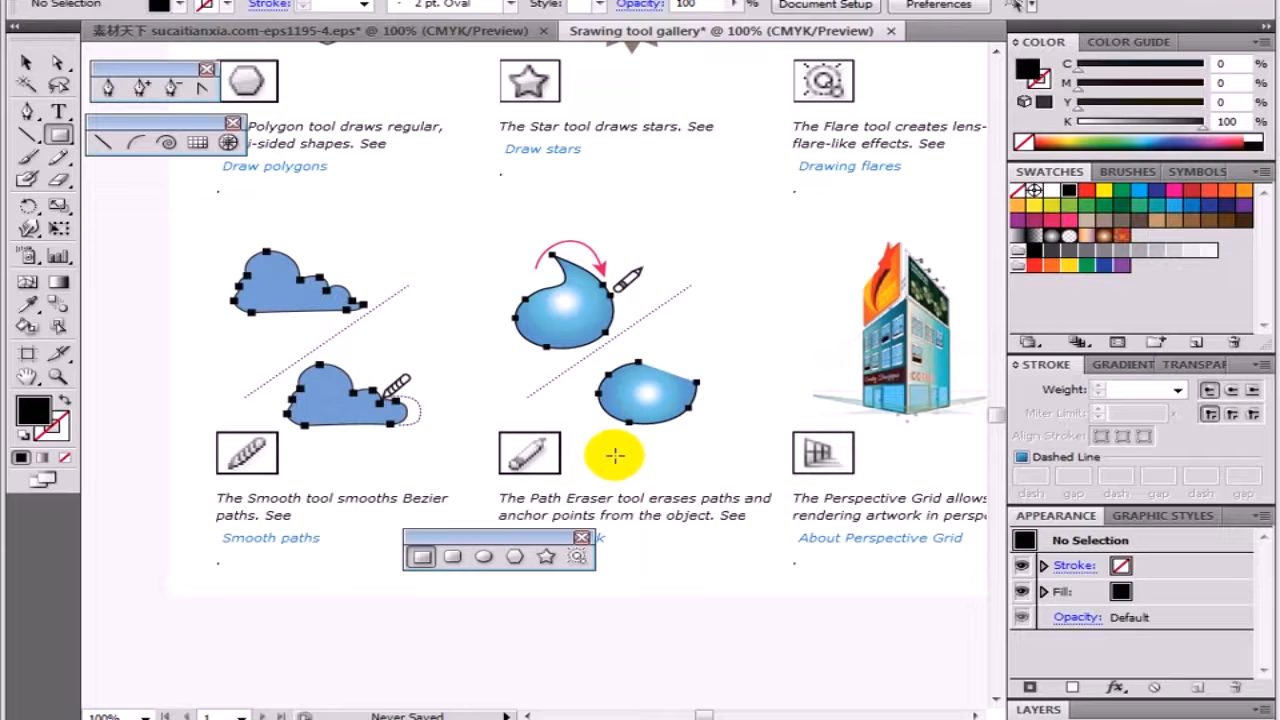 No Selection
Stroke:
2 pt. Oval
Style:
Opacity:
100
%
Document Setup
Preferences
素材天下 sucaitianxia.com-eps1195-4.eps* @ 100% (CMYK/Preview)
Srawing tool gallery* @ 100% (CMYK/Preview)
Polygon tool draws regular,
i-sided shapes. See
Draw polygons
.
The Star tool draws stars. See
Draw stars
.
The Flare tool creates lens-
flare-like effects. See
Drawing flares
.
The Smooth tool smooths Bezier
paths. See
Smooth paths
.
The Path Eraser tool erases paths and
anchor points from the object. See
k
The Perspective Grid allows
rendering artwork in perspe
About Perspective Grid
.
COLOR
COLOR GUIDE
C
0
%
M
0
%
Y
0
%
K
100
%
SWATCHES
BRUSHES
SYMBOLS
STROKE
GRADIENT
TRANSPAR
Weight:
Miter Limit:
x
Align Stroke:
Dashed Line
dash
gap
dash
gap
dash
gap
APPEARANCE
GRAPHIC STYLES
No Selection
Stroke:
Fill:
Opacity: Default
fx
LAYERS
100%
1
Never Saved